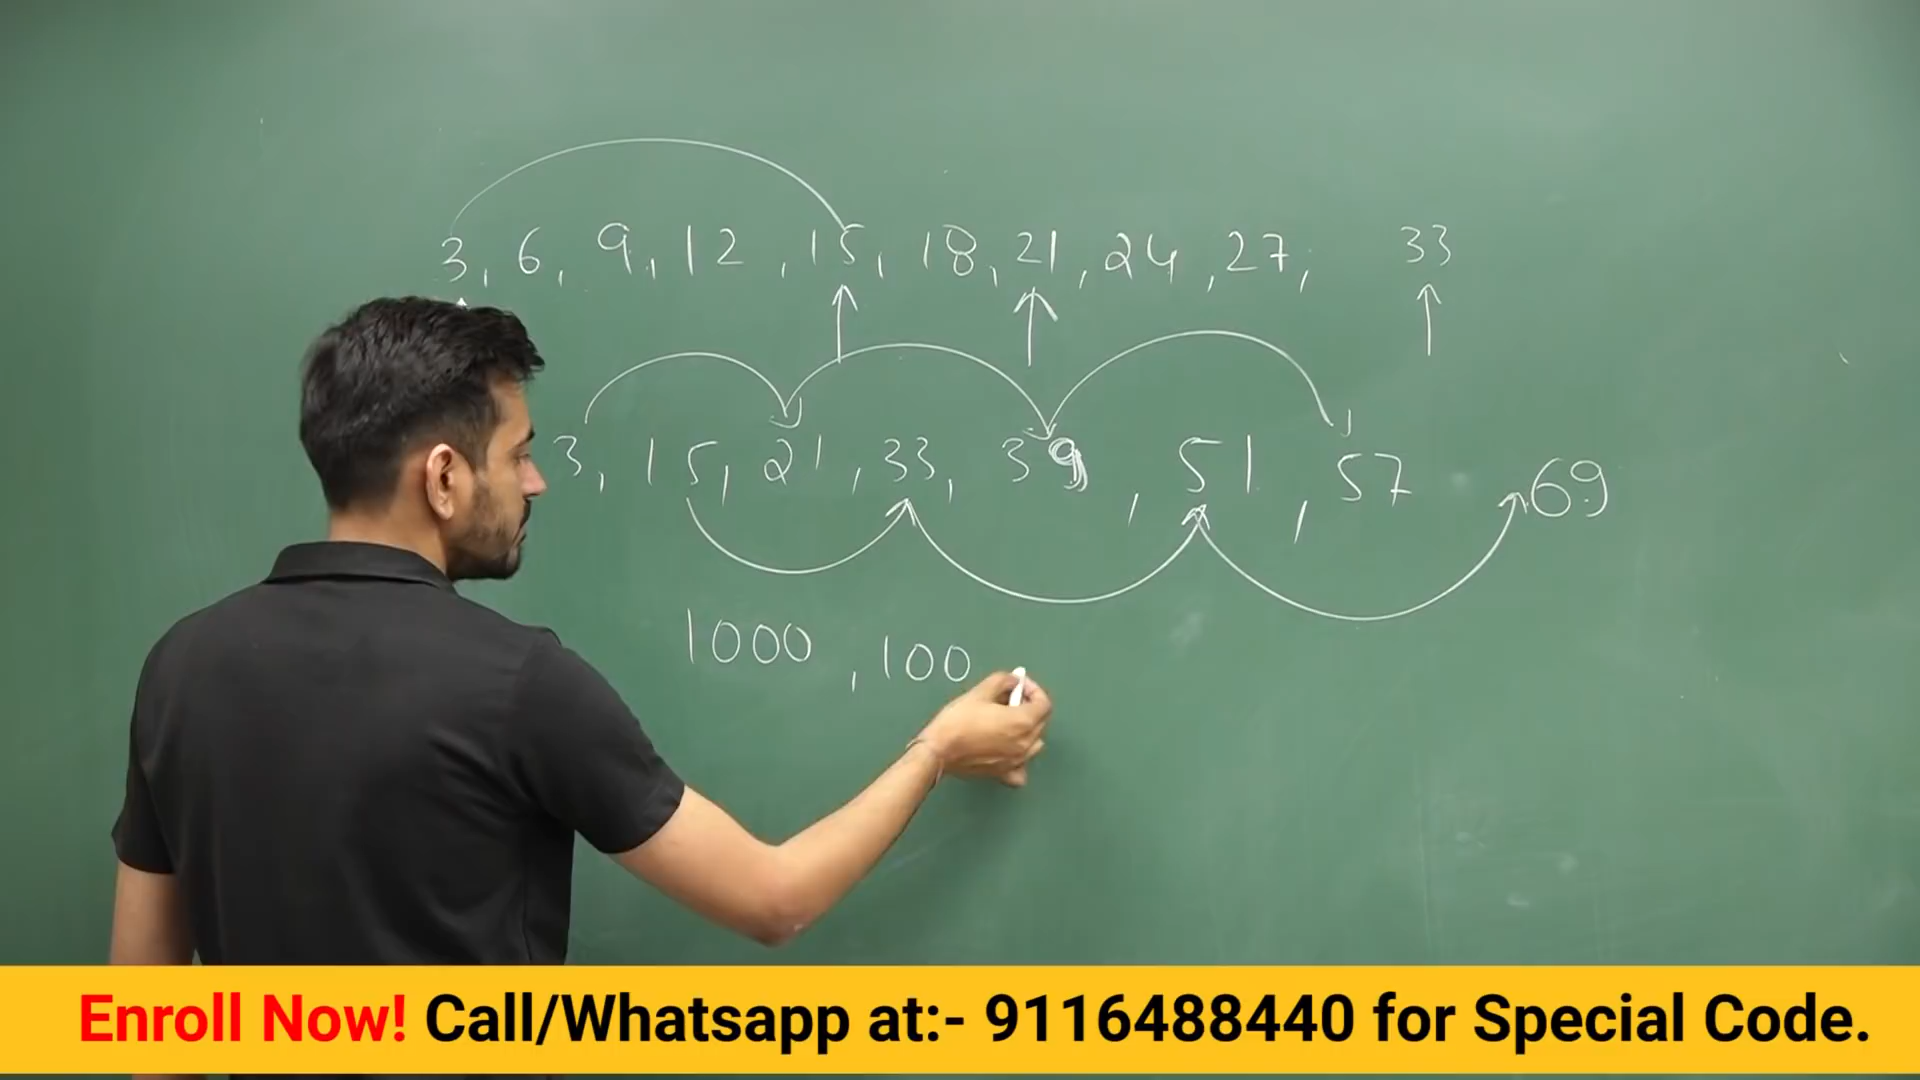 3, 6, 9, 12, 15, 18, 21, 24, 27, 33
3, 15, 21, 33, 39, 51, 57 69
1000, 100
Enroll Now! Call/Whatsapp at:- 9116488440 for Special Code.